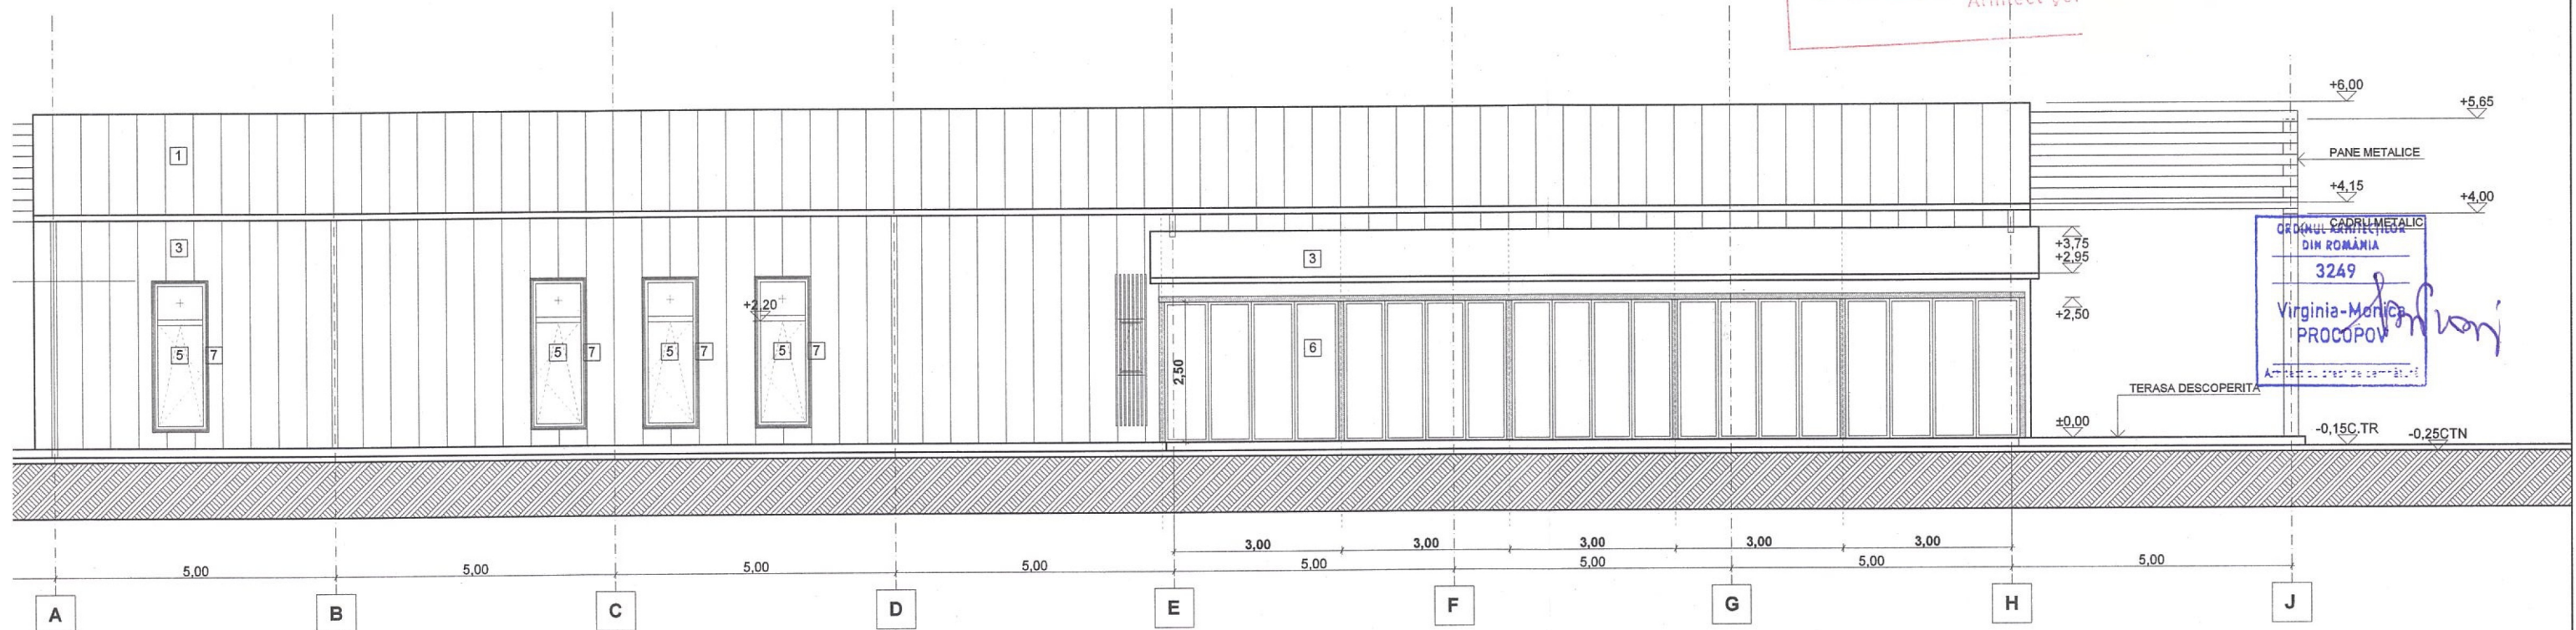 +6,00
+5,65
1
PANE METALICE
+4,15
+4,00
CADRU METALIC
ORDINUL ARHITECȚILOR
DIN ROMÂNIA
3249
Virginia-Monica
PROCOPOV
3
3
+3,75
+2,95
+2,20
+2,50
5 7
5 7
5 7
5 7
2,50
6
TERASA DESCOPERITA
±0,00
-0,15C.TR
-0,25CTN
3,00 3,00 3,00 3,00 3,00
5,00 5,00 5,00 5,00 5,00 5,00 5,00 5,00
A B C D E F G H J